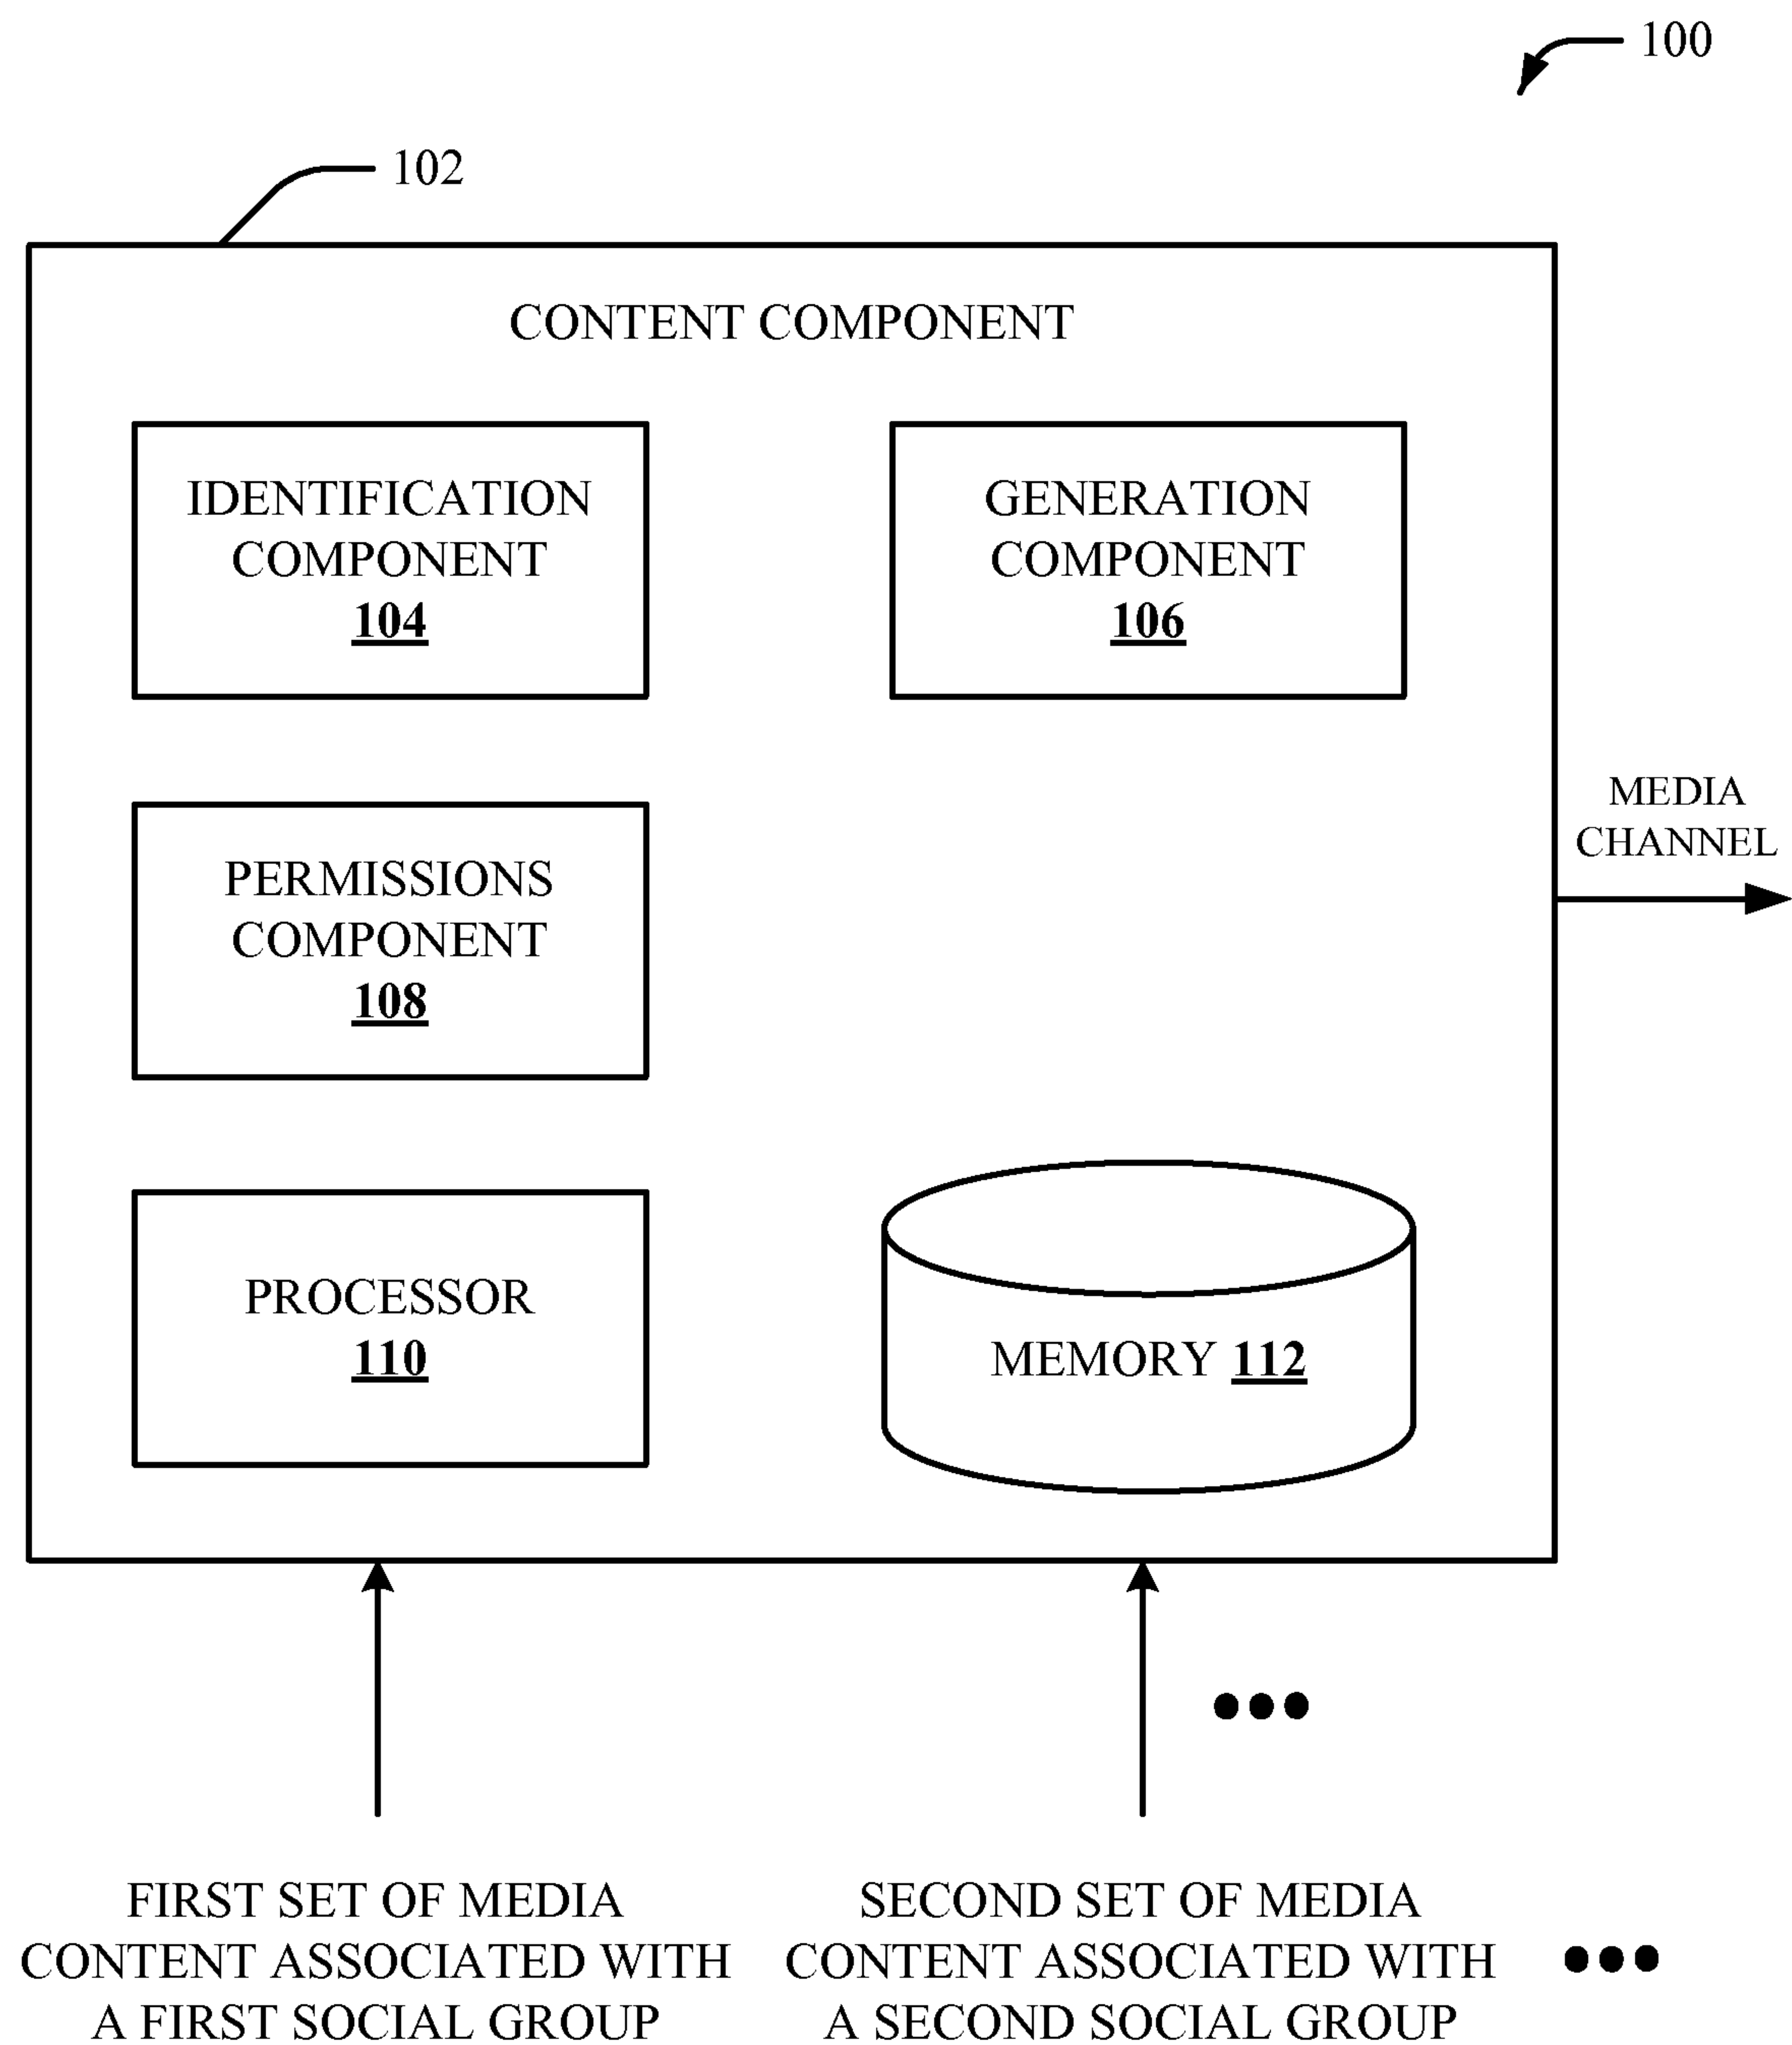 100
102
CONTENT COMPONENT
IDENTIFICATION
COMPONENT
104
GENERATION
COMPONENT
106
MEDIA
CHANNEL
PERMISSIONS
COMPONENT
108
PROCESSOR
110
MEMORY 112
FIRST SET OF MEDIA
CONTENT ASSOCIATED WITH
A FIRST SOCIAL GROUP
SECOND SET OF MEDIA
CONTENT ASSOCIATED WITH
A SECOND SOCIAL GROUP